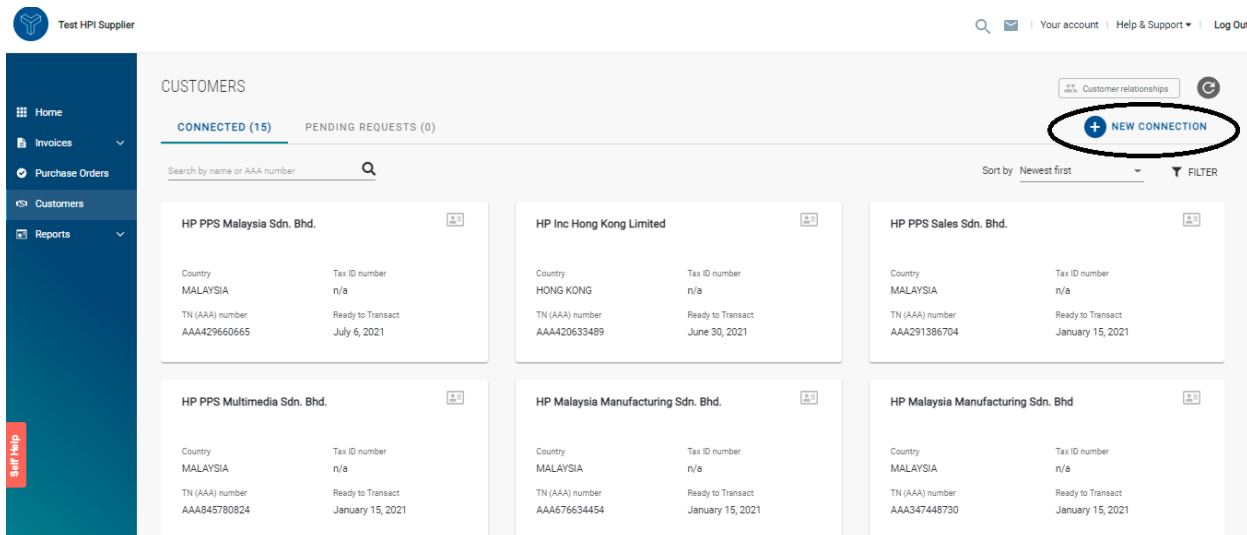 Test HPI Supplier
Your account | Help & Support | Log Out
Home
Invoices
Purchase Orders
Customers
Reports
Self Help
CUSTOMERS
Customer relationships
CONNECTED (15) PENDING REQUESTS (0)
NEW CONNECTION
Search by name or AAA number
Sort by Newest first
FILTER
HP PPS Malaysia Sdn. Bhd.
Country Tax ID number
MALAYSIA n/a
TN (AAA) number Ready to Transact
AAA429660665 July 6, 2021
HP Inc Hong Kong Limited
Country Tax ID number
HONG KONG n/a
TN (AAA) number Ready to Transact
AAA420633489 June 30, 2021
HP PPS Sales Sdn. Bhd.
Country Tax ID number
MALAYSIA n/a
TN (AAA) number Ready to Transact
AAA291386704 January 15, 2021
HP PPS Multimedia Sdn. Bhd.
Country Tax ID number
MALAYSIA n/a
TN (AAA) number Ready to Transact
AAA845780824 January 15, 2021
HP Malaysia Manufacturing Sdn. Bhd.
Country Tax ID number
MALAYSIA n/a
TN (AAA) number Ready to Transact
AAA676634454 January 15, 2021
HP Malaysia Manufacturing Sdn. Bhd
Country Tax ID number
MALAYSIA n/a
TN (AAA) number Ready to Transact
AAA347448730 January 15, 2021